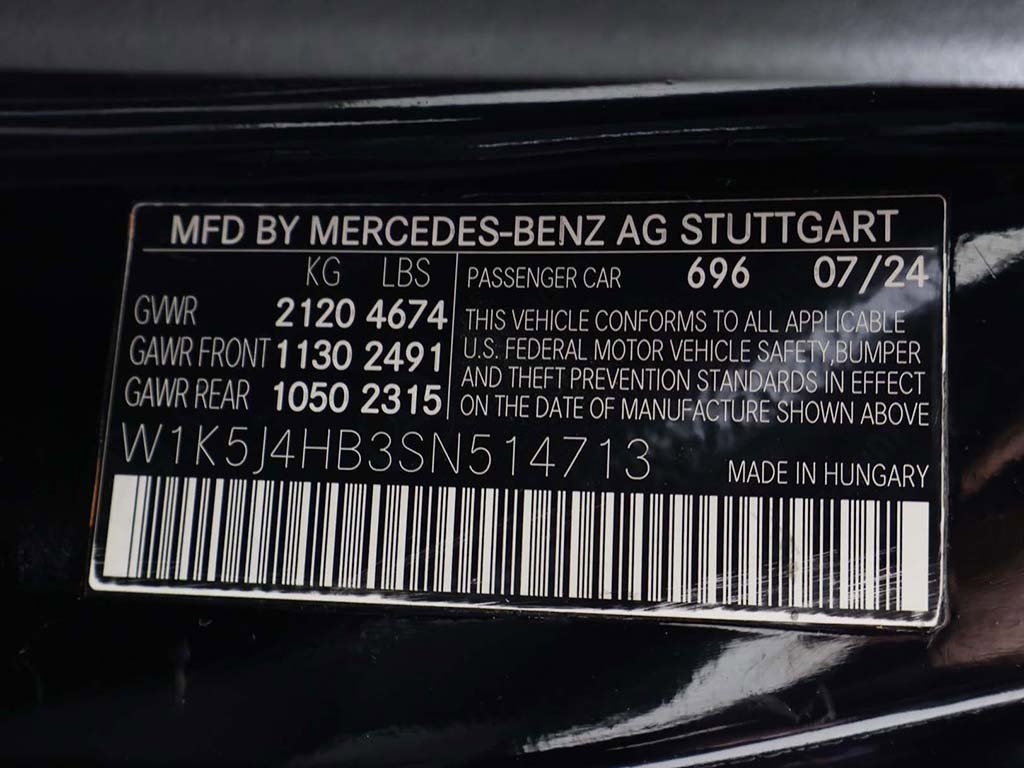 MFD BY MERCEDES-BENZ AG STUTTGART
KG LBS
GVWR 2120 4674
GAWR FRONT 1130 2491
GAWR REAR 1050 2315
PASSENGER CAR 696 07/24
THIS VEHICLE CONFORMS TO ALL APPLICABLE
U.S. FEDERAL MOTOR VEHICLE SAFETY,BUMPER
AND THEFT PREVENTION STANDARDS IN EFFECT
ON THE DATE OF MANUFACTURE SHOWN ABOVE
W1K5J4HB3SN514713
MADE IN HUNGARY